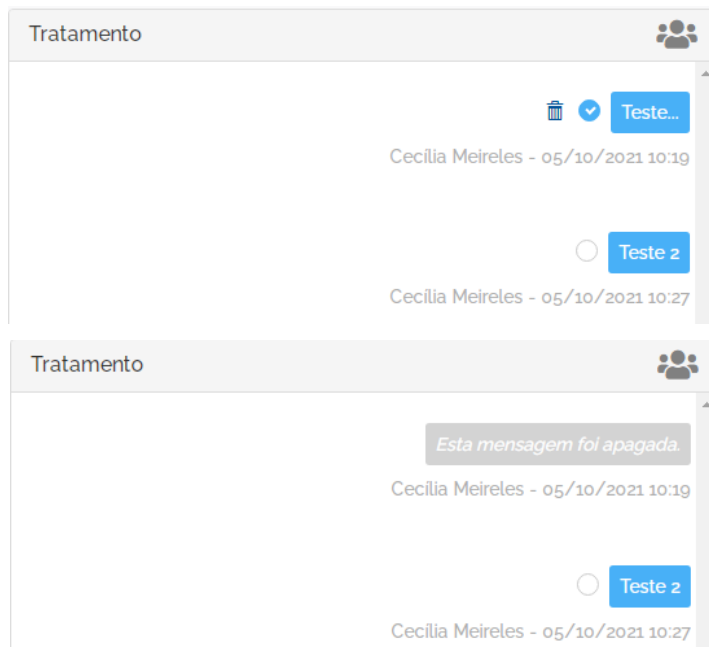 Tratamento
Teste...
Cecília Meireles - 05/10/2021 10:19
Teste 2
Cecília Meireles - 05/10/2021 10:27
Tratamento
Esta mensagem foi apagada.
Cecília Meireles - 05/10/2021 10:19
Teste 2
Cecília Meireles - 05/10/2021 10:27